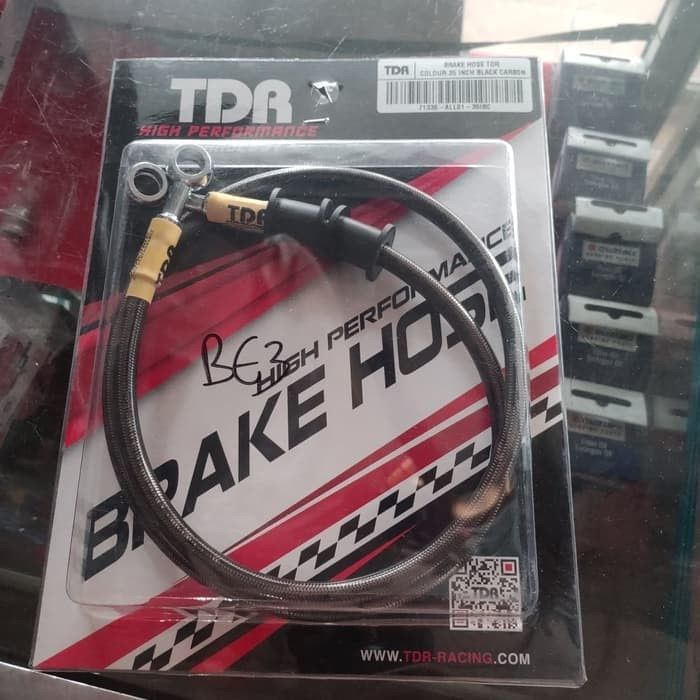 TDR
HIGH PERFORMANCE
TDR
BRAKE HOSE TDR
COLOUR 35 INCH BLACK CARBON
TDR
TDR
BE3
HIGH PERFORMANCE
BRAKE HOSE
TDR
WWW.TDR-RACING.COM